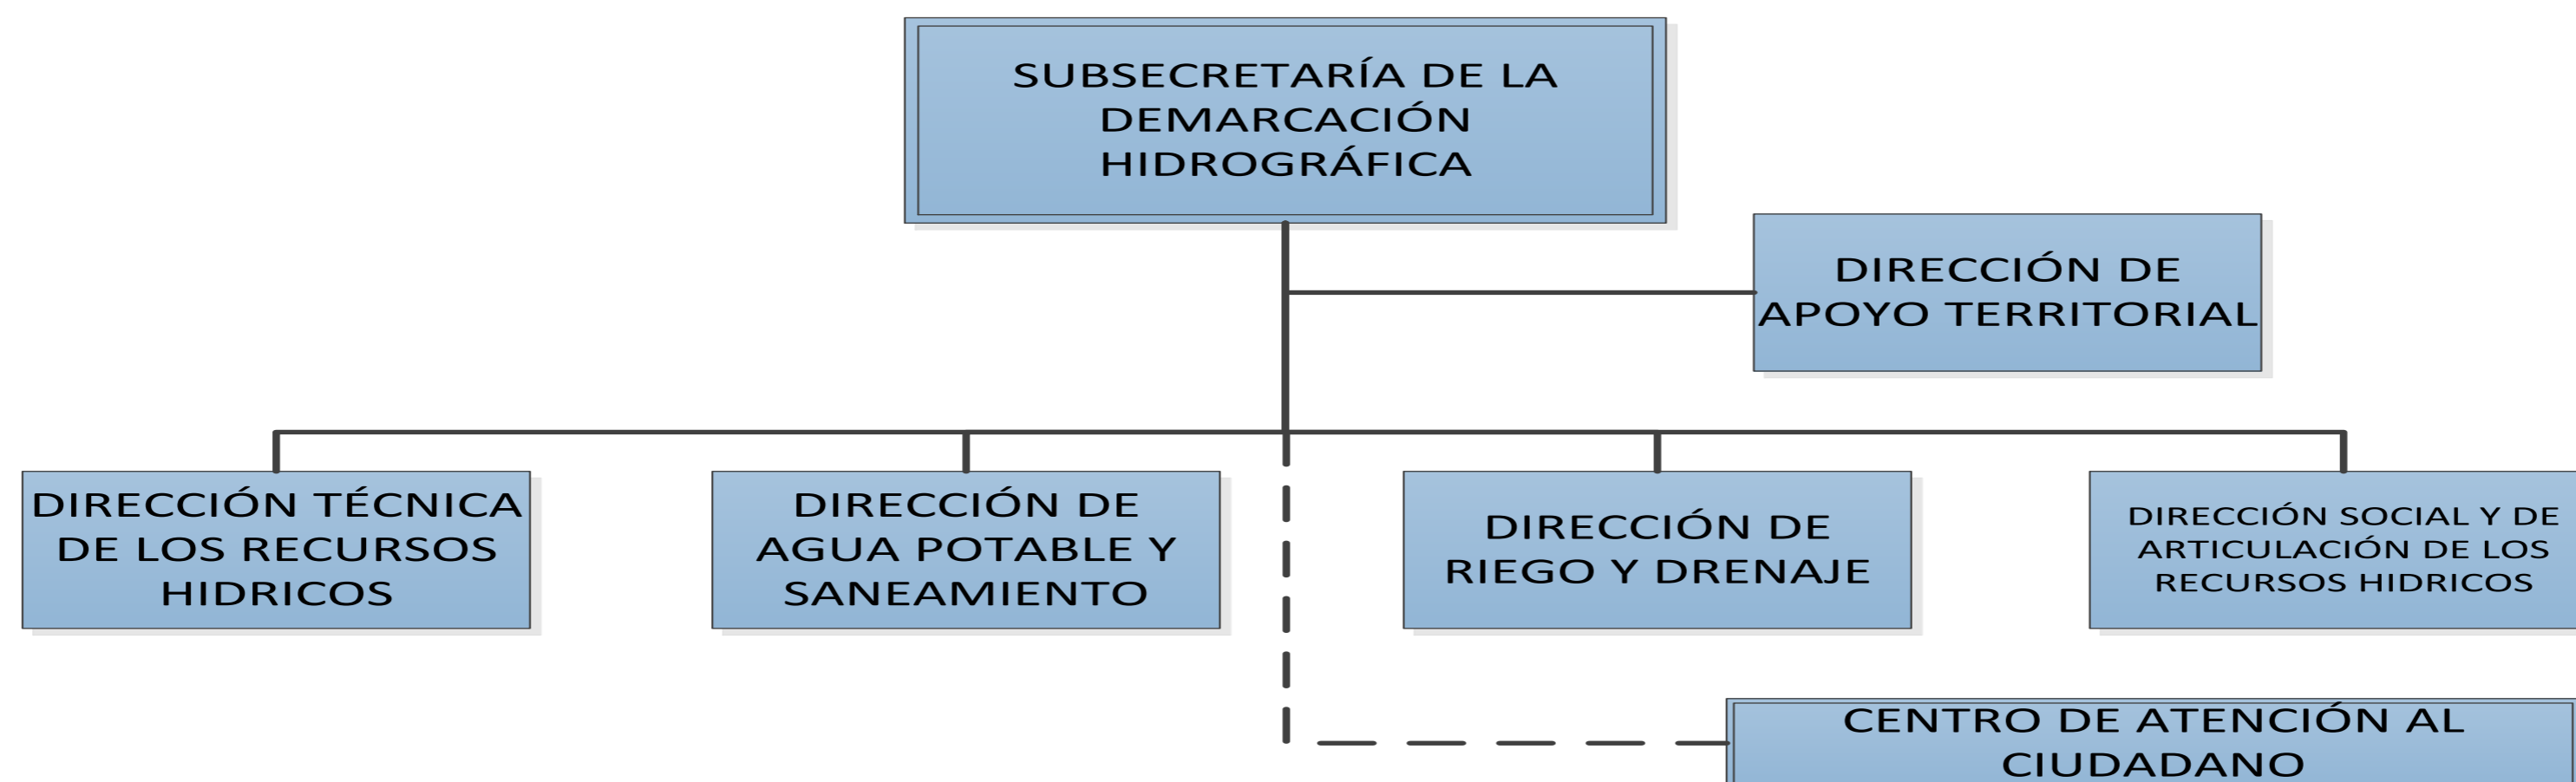 SUBSECRETARÍA DE LA
DEMARCACIÓN
HIDROGRÁFICA
DIRECCIÓN DE
APOYO TERRITORIAL
DIRECCIÓN TÉCNICA
DE LOS RECURSOS
HIDRICOS
DIRECCIÓN DE
AGUA POTABLE Y
SANEAMIENTO
DIRECCIÓN DE
RIEGO Y DRENAJE
DIRECCIÓN SOCIAL Y DE
ARTICULACIÓN DE LOS
RECURSOS HIDRICOS
CENTRO DE ATENCIÓN AL
CIUDADANO